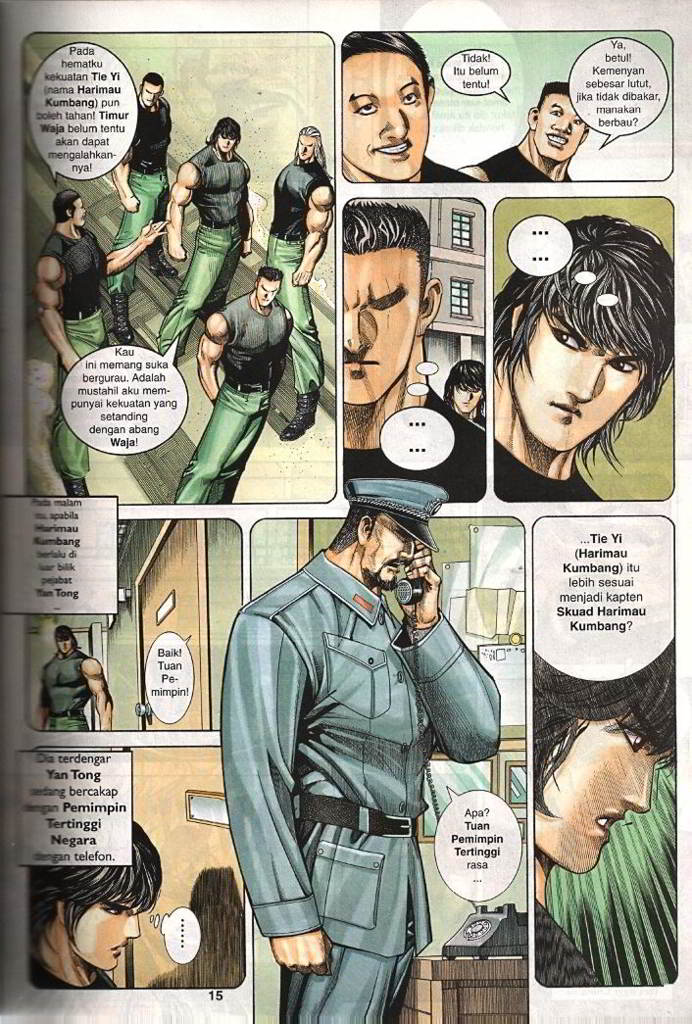 Pada
hematku
kekuatan Tie Yi
(nama Harimau
Kumbang) pun
boleh tahan! Timur
Waja belum tentu
akan dapat
mengalahkan-
nya!
Kau
ini memang suka
bergurau. Adalah
mustahil aku mem-
punyai kekuatan yang
setanding
dengan abang
Waja!
Tidak!
Itu belum
tentu!
Ya,
betul!
Kemenyan
sebesar lutut,
jika tidak dibakar,
manakan
berbau?
...
...
...
...
Pada malam
itu, apabila
Harimau
Kumbang
berlalu di
luar bilik
pejabat
Yan Tong
...
Baik!
Tuan
Pe-
mimpin!
Dia terdengar
Yan Tong
sedang bercakap
dengan Pemimpin
Tertinggi
Negara
dengan telefon.
Apa?
Tuan
Pemimpin
Tertinggi
rasa
...
...Tie Yi
(Harimau
Kumbang) itu
lebih sesuai
menjadi kapten
Skuad Harimau
Kumbang?
15